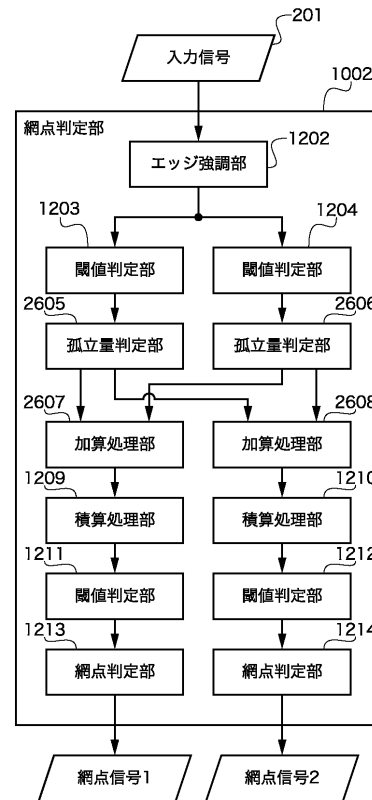 201
入力信号
1002
網点判定部
1202
エッジ強調部
1203
1204
閾値判定部
閾値判定部
2605
2606
孤立量判定部
孤立量判定部
2607
2608
加算処理部
加算処理部
1209
1210
積算処理部
積算処理部
1211
1212
閾値判定部
閾値判定部
1213
1214
網点判定部
網点判定部
網点信号1
網点信号2